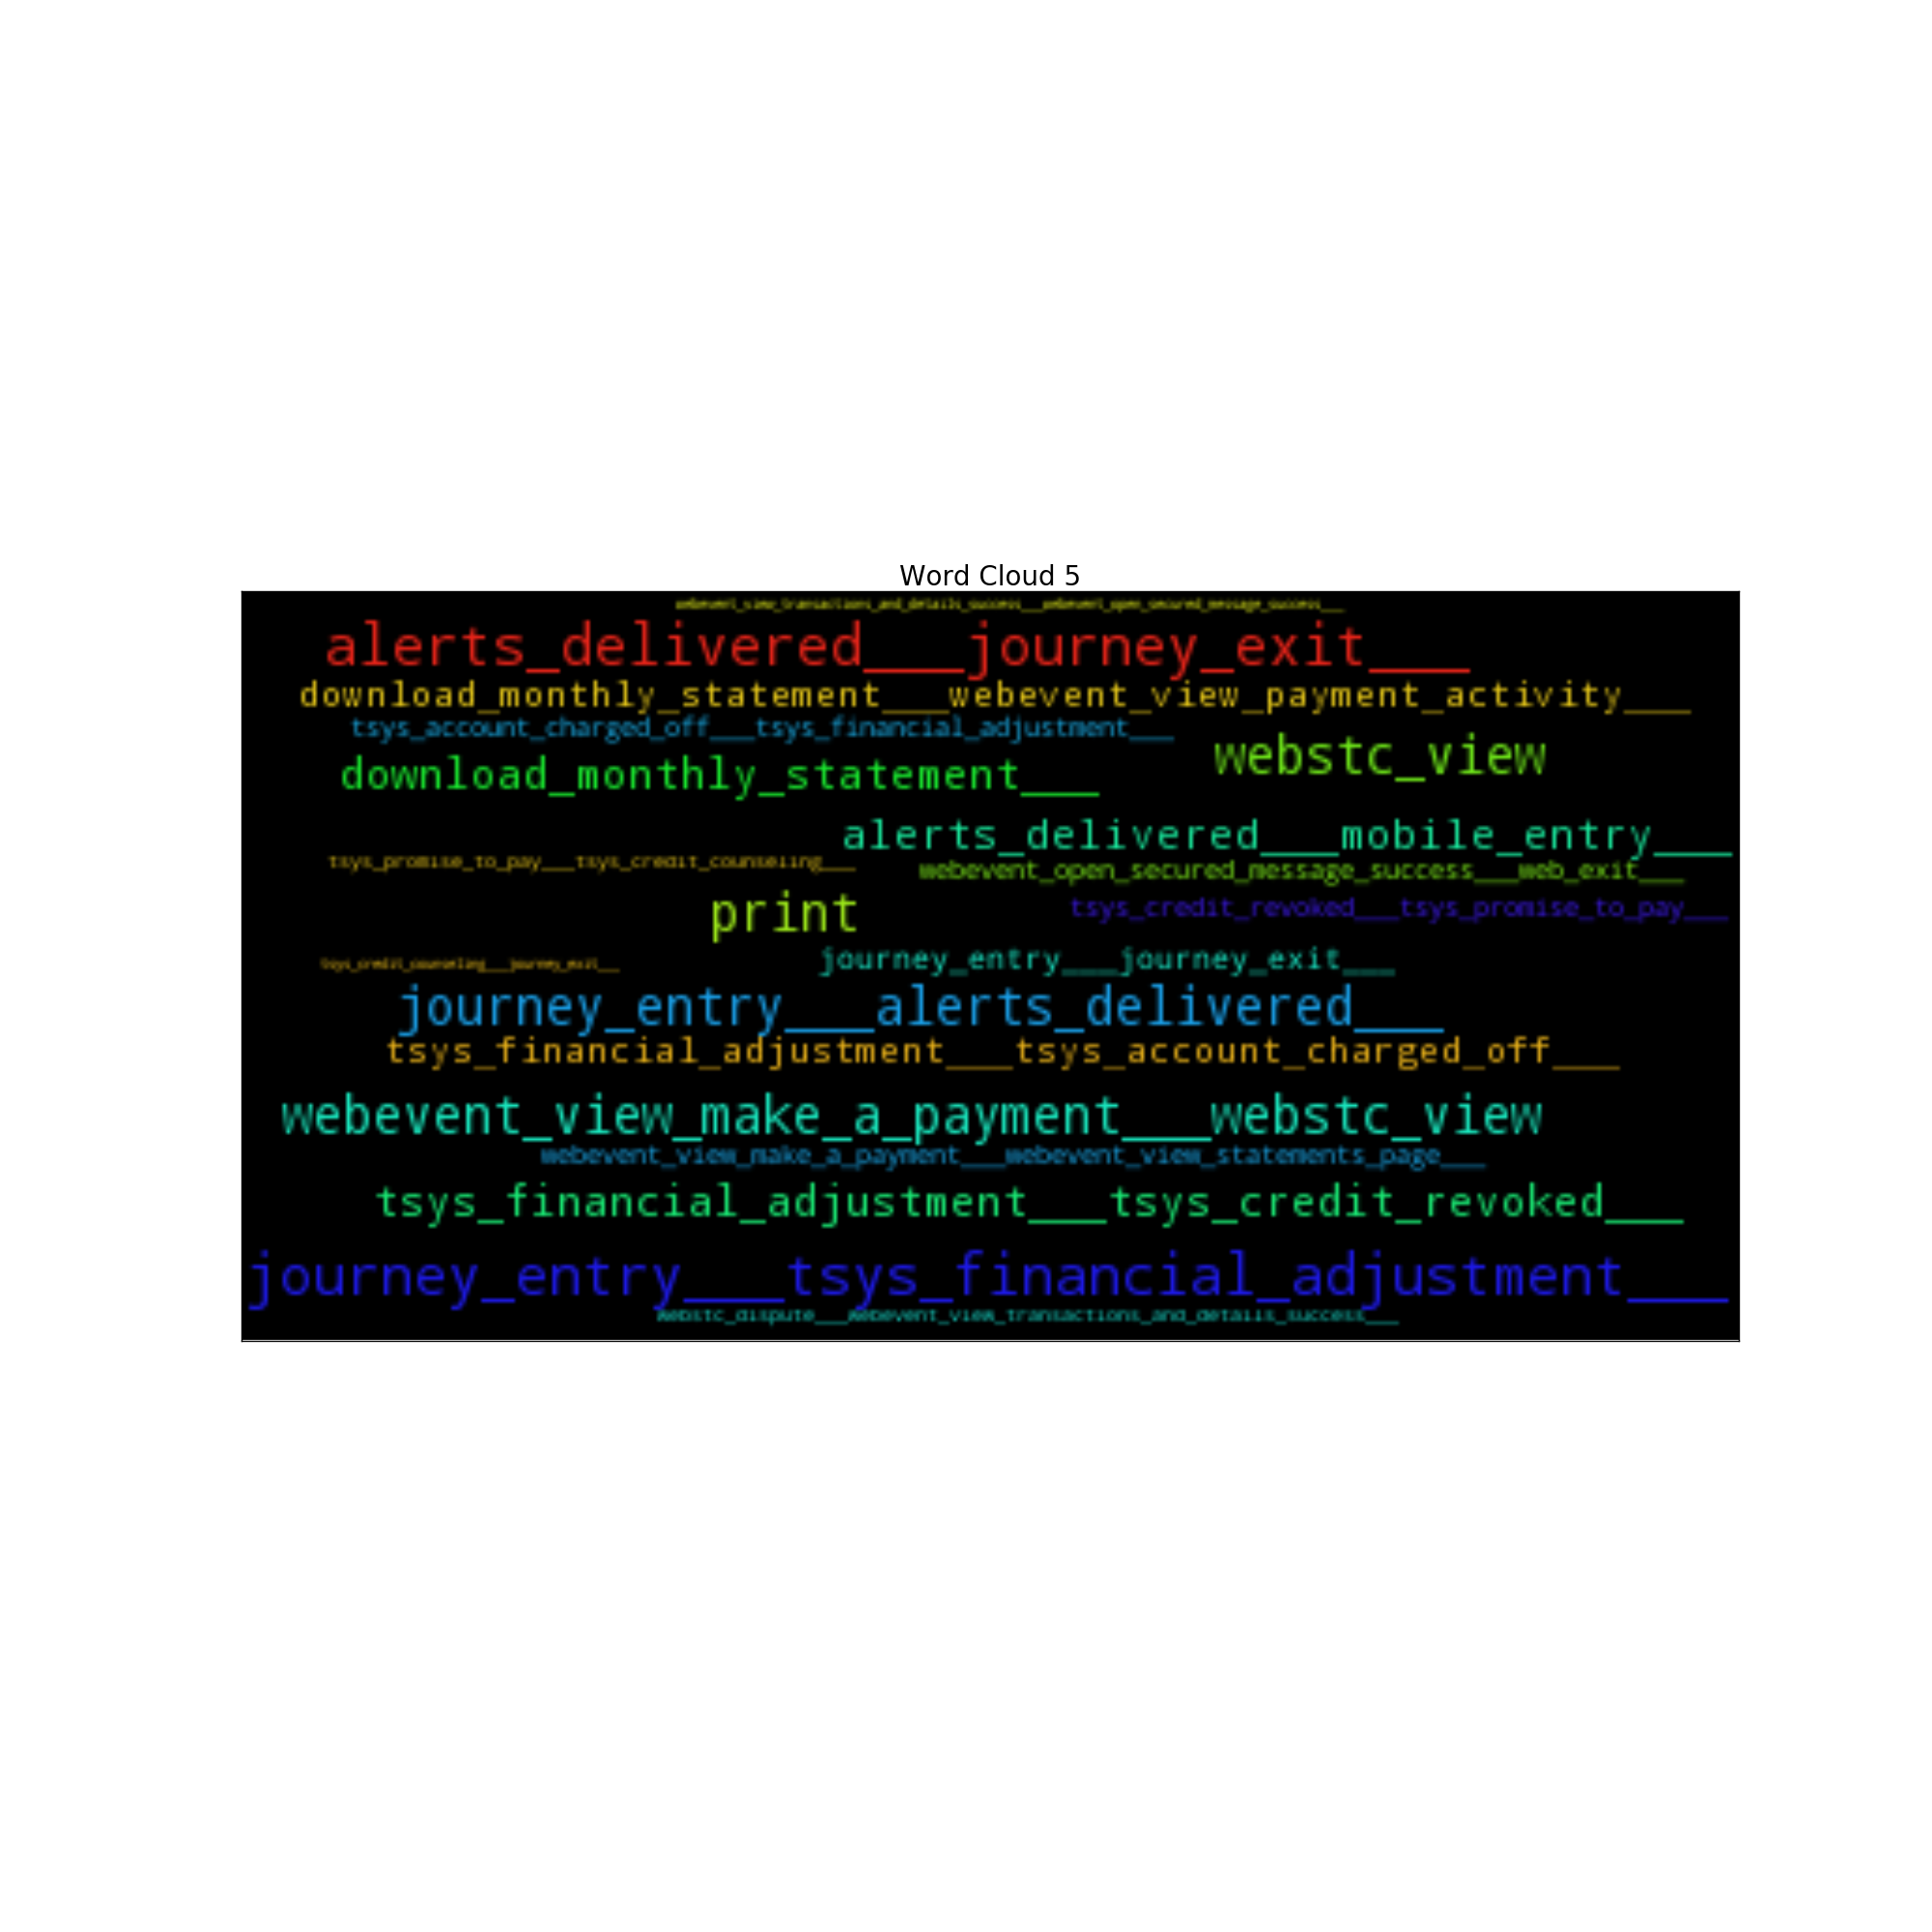 Word Cloud 5
webevent_view_transactions_and_details_success___webevent_open_secured_message_success___
alerts_delivered___journey_exit___
download_monthly_statement___webevent_view_payment_activity___
tsys_account_charged_off___tsys_financial_adjustment___
webstc_view
download_monthly_statement___
alerts_delivered___mobile_entry___
tsys_promise_to_pay___tsys_credit_counseling___
webevent_open_secured_message_success___web_exit___
print
tsys_credit_revoked___tsys_promise_to_pay___
tsys_credit_counseling___journey_exit___
journey_entry___journey_exit___
journey_entry___alerts_delivered___
tsys_financial_adjustment___tsys_account_charged_off___
webevent_view_make_a_payment___webstc_view
webevent_view_make_a_payment___webevent_view_statements_page___
tsys_financial_adjustment___tsys_credit_revoked___
journey_entry___tsys_financial_adjustment___
webstc_dispute___webevent_view_transactions_and_details_success___